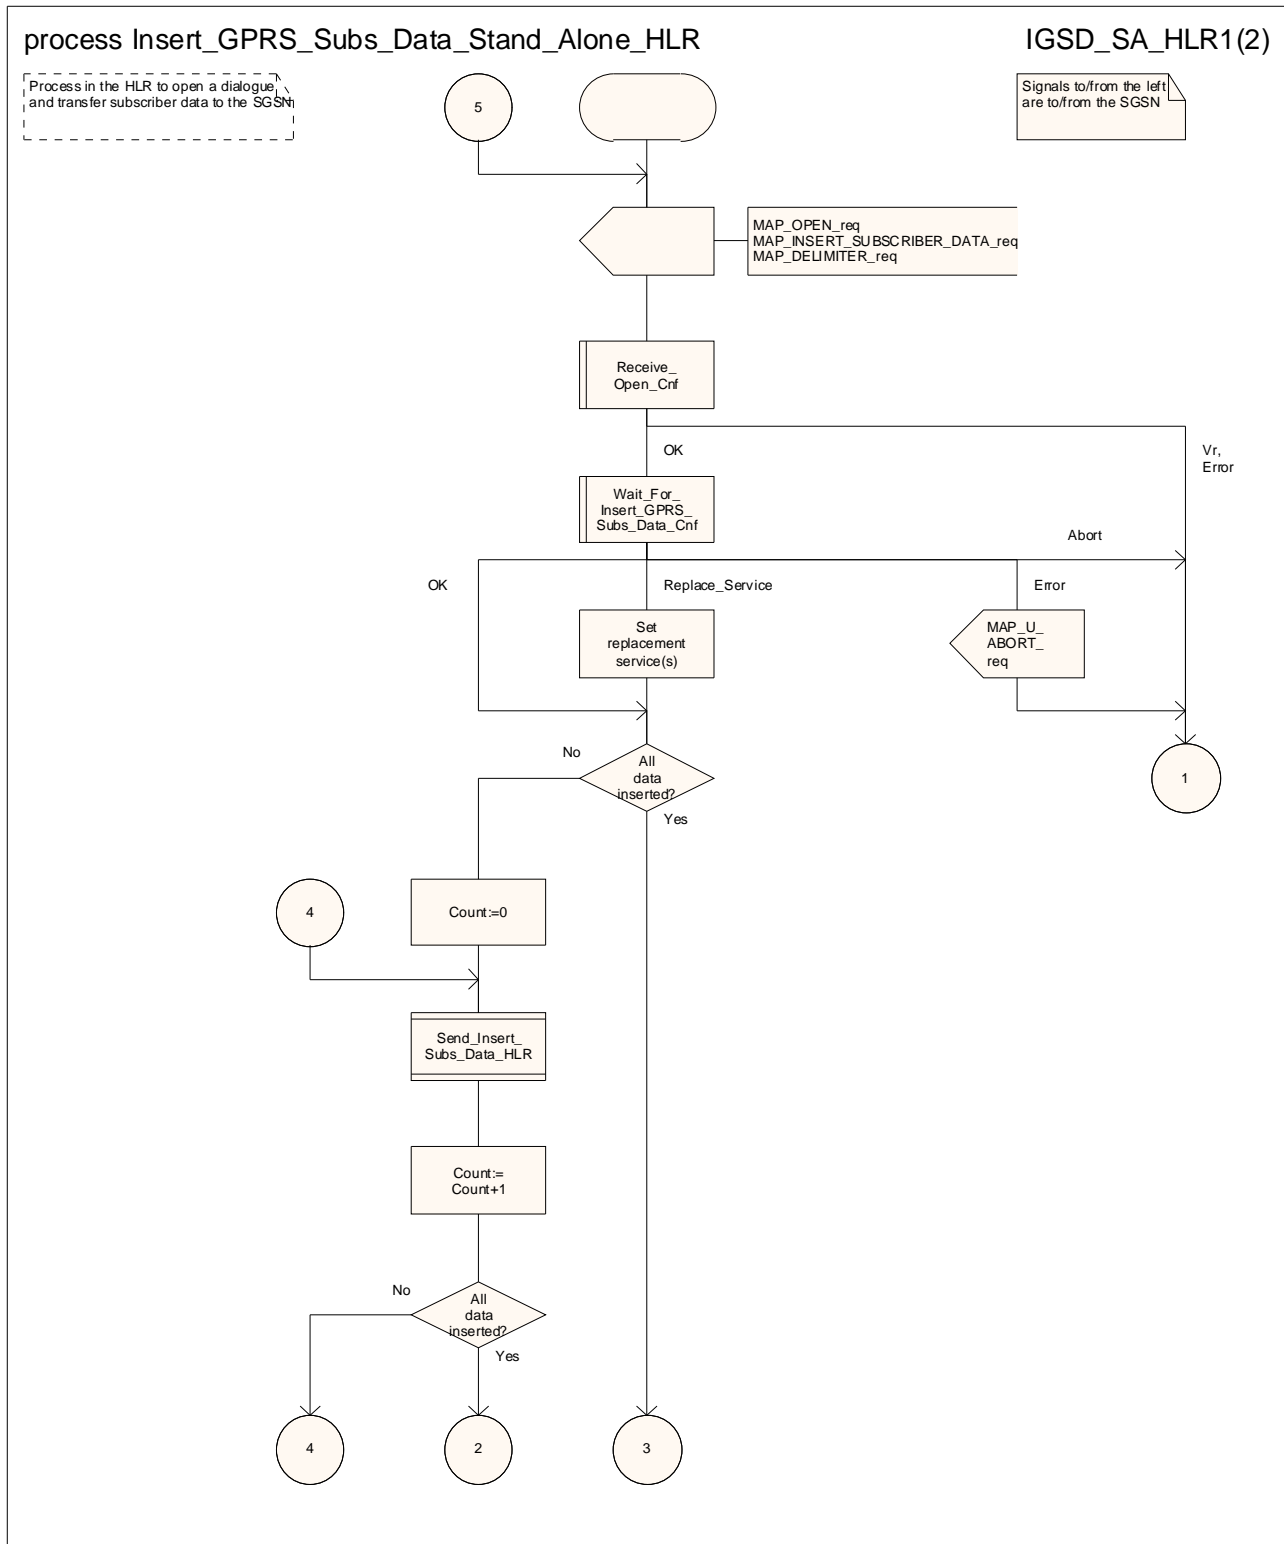 process Insert_GPRS_Subs_Data_Stand_Alone_HLR
IGSD_SA_HLR1(2)
Process in the HLR to open a dialogue
and transfer subscriber data to the SGSN
5
Signals to/from the left
are to/from the SGSN
MAP_OPEN_req
MAP_INSERT_SUBSCRIBER_DATA_req
MAP_DELIMITER_req
Receive_
Open_Cnf
OK
Vr,
Error
Wait_For_
Insert_GPRS_
Subs_Data_Cnf
Abort
OK
Replace_Service
Error
Set
replacement
service(s)
MAP_U_
ABORT_
req
No
All
data
inserted?
Yes
1
4
Count:=0
Send_Insert_
Subs_Data_HLR
Count:=
Count+1
No
All
data
inserted?
Yes
4
2
3